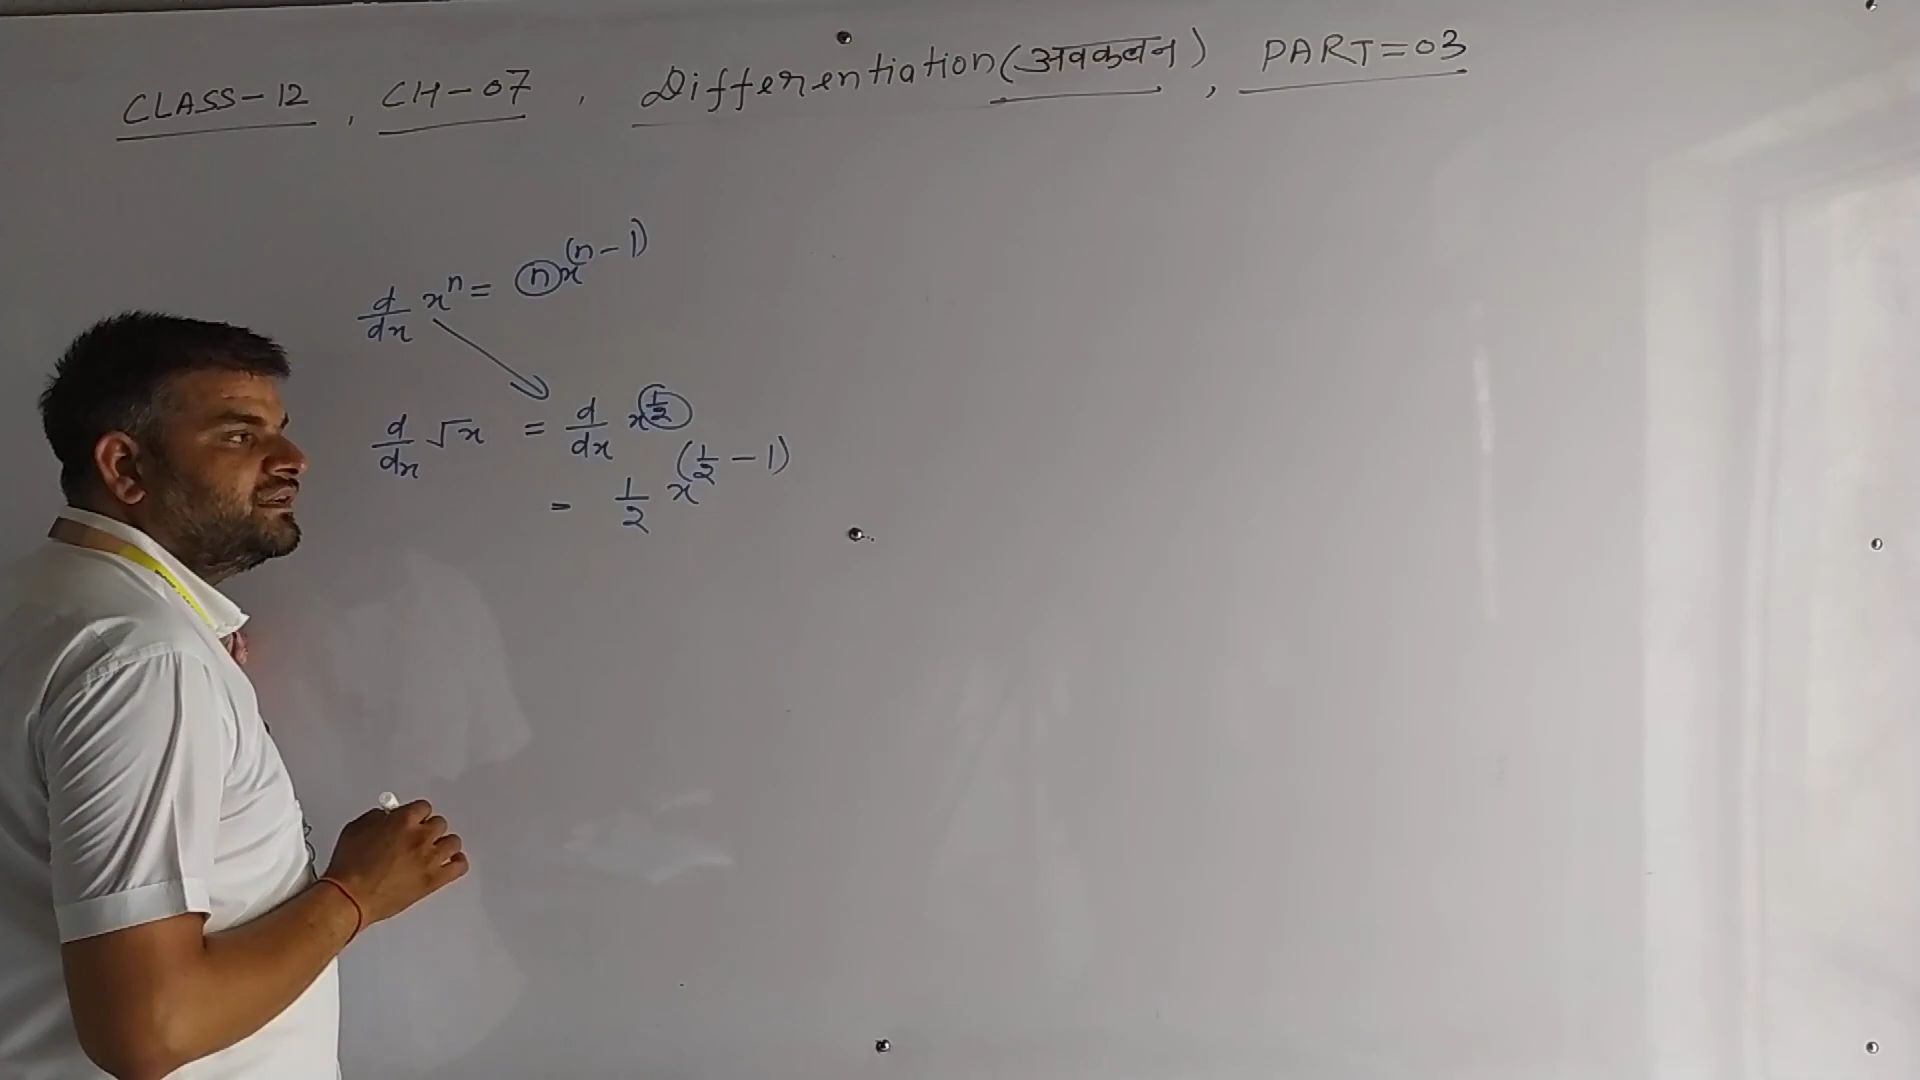 CLASS-12, CH-07, Differentiation(अवकलन), PART=03
d/dx x^n = n x^(n-1)
d/dx √x = d/dx x^1/2
= 1/2 x^(1/2 - 1)